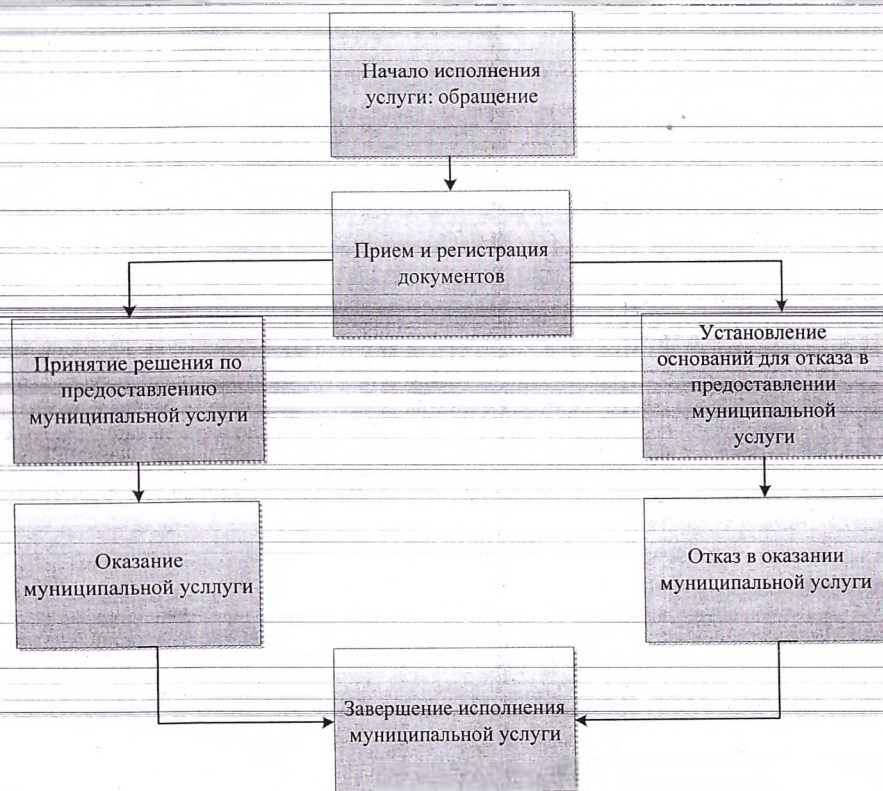 Начало исполнения
услуги: обращение
Прием и регистрация
документов
Принятие решения по
предоставлению
муниципальной услуги
Установление
оснований для отказа в
предоставлении
муниципальной
услуги
Оказание
муниципальной усллуги
Отказ в оказании
муниципальной услуги
Завершение исполнения
муниципальной услуги